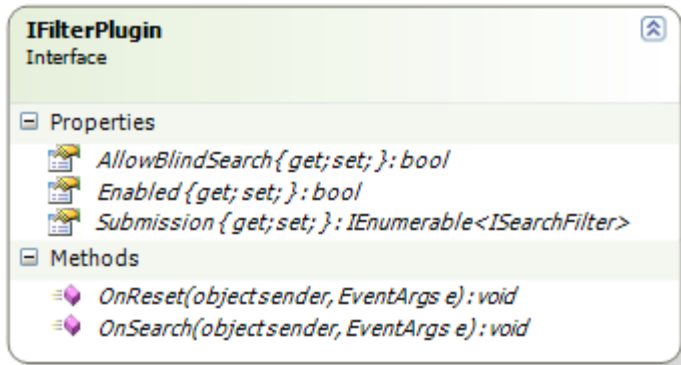 IFilterPlugin
Interface
Properties
AllowBlindSearch{ get; set; }: bool
Enabled {get; set; }: bool
Submission { get; set; }: IEnumerable<ISearchFilter>
Methods
OnReset(object sender, EventArgs e): void
OnSearch(object sender, EventArgs e): void